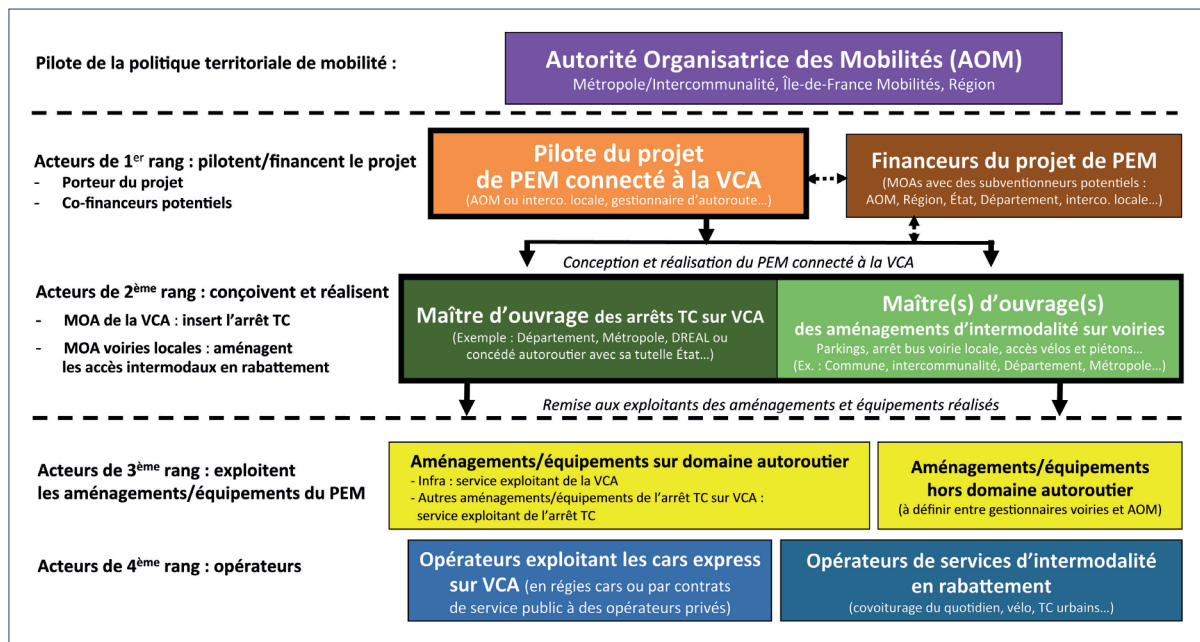 Pilote de la politique territoriale de mobilité :
Autorité Organisatrice des Mobilités (AOM)
Métropole/Intercommunalité, Île-de-France Mobilités, Région
Acteurs de 1er rang : pilotent/financent le projet
- Porteur du projet
- Co-financeurs potentiels
Pilote du projet
de PEM connecté à la VCA
(AOM ou interco. locale, gestionnaire d'autoroute...)
Financeurs du projet de PEM
(MOAs avec des subventionneurs potentiels :
AOM, Région, État, Département, interco. locale...)
Conception et réalisation du PEM connecté à la VCA
Acteurs de 2ème rang : conçoivent et réalisent
- MOA de la VCA : insert l'arrêt TC
- MOA voiries locales : aménagent
les accès intermodaux en rabattement
Maître d'ouvrage des arrêts TC sur VCA
(Exemple : Département, Métropole, DREAL ou
concédé autoroutier avec sa tutelle État...)
Maître(s) d'ouvrage(s)
des aménagements d'intermodalité sur voiries
Parkings, arrêt bus voirie locale, accès vélos et piétons...
(Ex. : Commune, intercommunalité, Département, Métropole...)
Remise aux exploitants des aménagements et équipements réalisés
Acteurs de 3ème rang : exploitent
les aménagements/équipements du PEM
Aménagements/équipements sur domaine autoroutier
- Infra : service exploitant de la VCA
- Autres aménagements/équipements de l'arrêt TC sur VCA :
service exploitant de l'arrêt TC
Aménagements/équipements
hors domaine autoroutier
(à définir entre gestionnaires voiries et AOM)
Acteurs de 4ème rang : opérateurs
Opérateurs exploitant les cars express
sur VCA (en régies cars ou par contrats
de service public à des opérateurs privés)
Opérateurs de services d'intermodalité
en rabattement
(covoiturage du quotidien, vélo, TC urbains...)